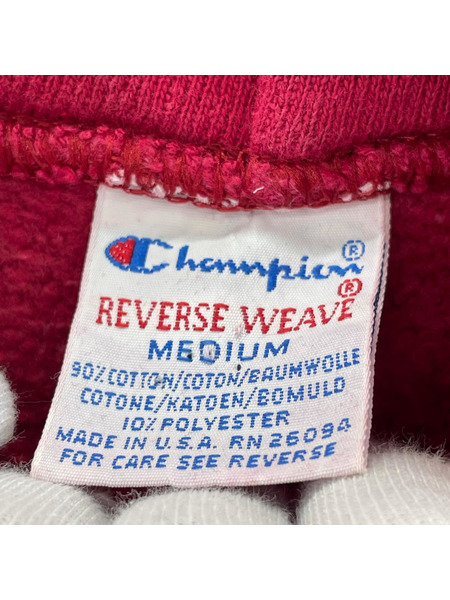 Champion®
REVERSE WEAVE®
MEDIUM
90% COTTON/COTON/BAUMWOLLE
COTONE/KATOEN/BOMULD
10% POLYESTER
MADE IN U.S.A. RN 26094
FOR CARE SEE REVERSE